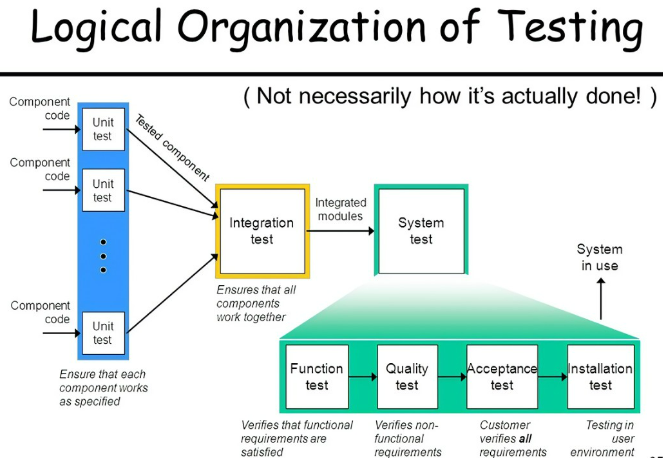 Logical Organization of Testing
( Not necessarily how it's actually done! )
Component
code
Unit
test
Tested component
Component
code
Unit
test
Integration
test
Integrated
modules
System
test
System
in use
Ensures that all
components
work together
Component
code
Unit
test
Ensure that each
component works
as specified
Function
test
Quality
test
Acceptance
test
Installation
test
Verifies that functional
requirements are
satisfied
Verifies non-
functional
requirements
Customer
verifies all
requirements
Testing in
user
environment